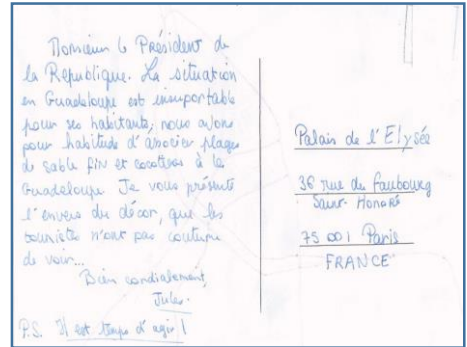 Monsieur le Président de
la République. La situation
en Guadeloupe est insuportable
pour ses habitants, nous avons
pour habitude d'associer plages
de sable fin et cocotiers à la
Guadeloupe. Je vous présente
l'envers du décor, que les
touristes n'ont pas coutume
de voir...
Bien cordialement,
Jules.
P.S. Il est temps d'agir !
Palais de l'Elysée
36 rue du faubourg
Saint-Honoré
75 001 Paris
FRANCE